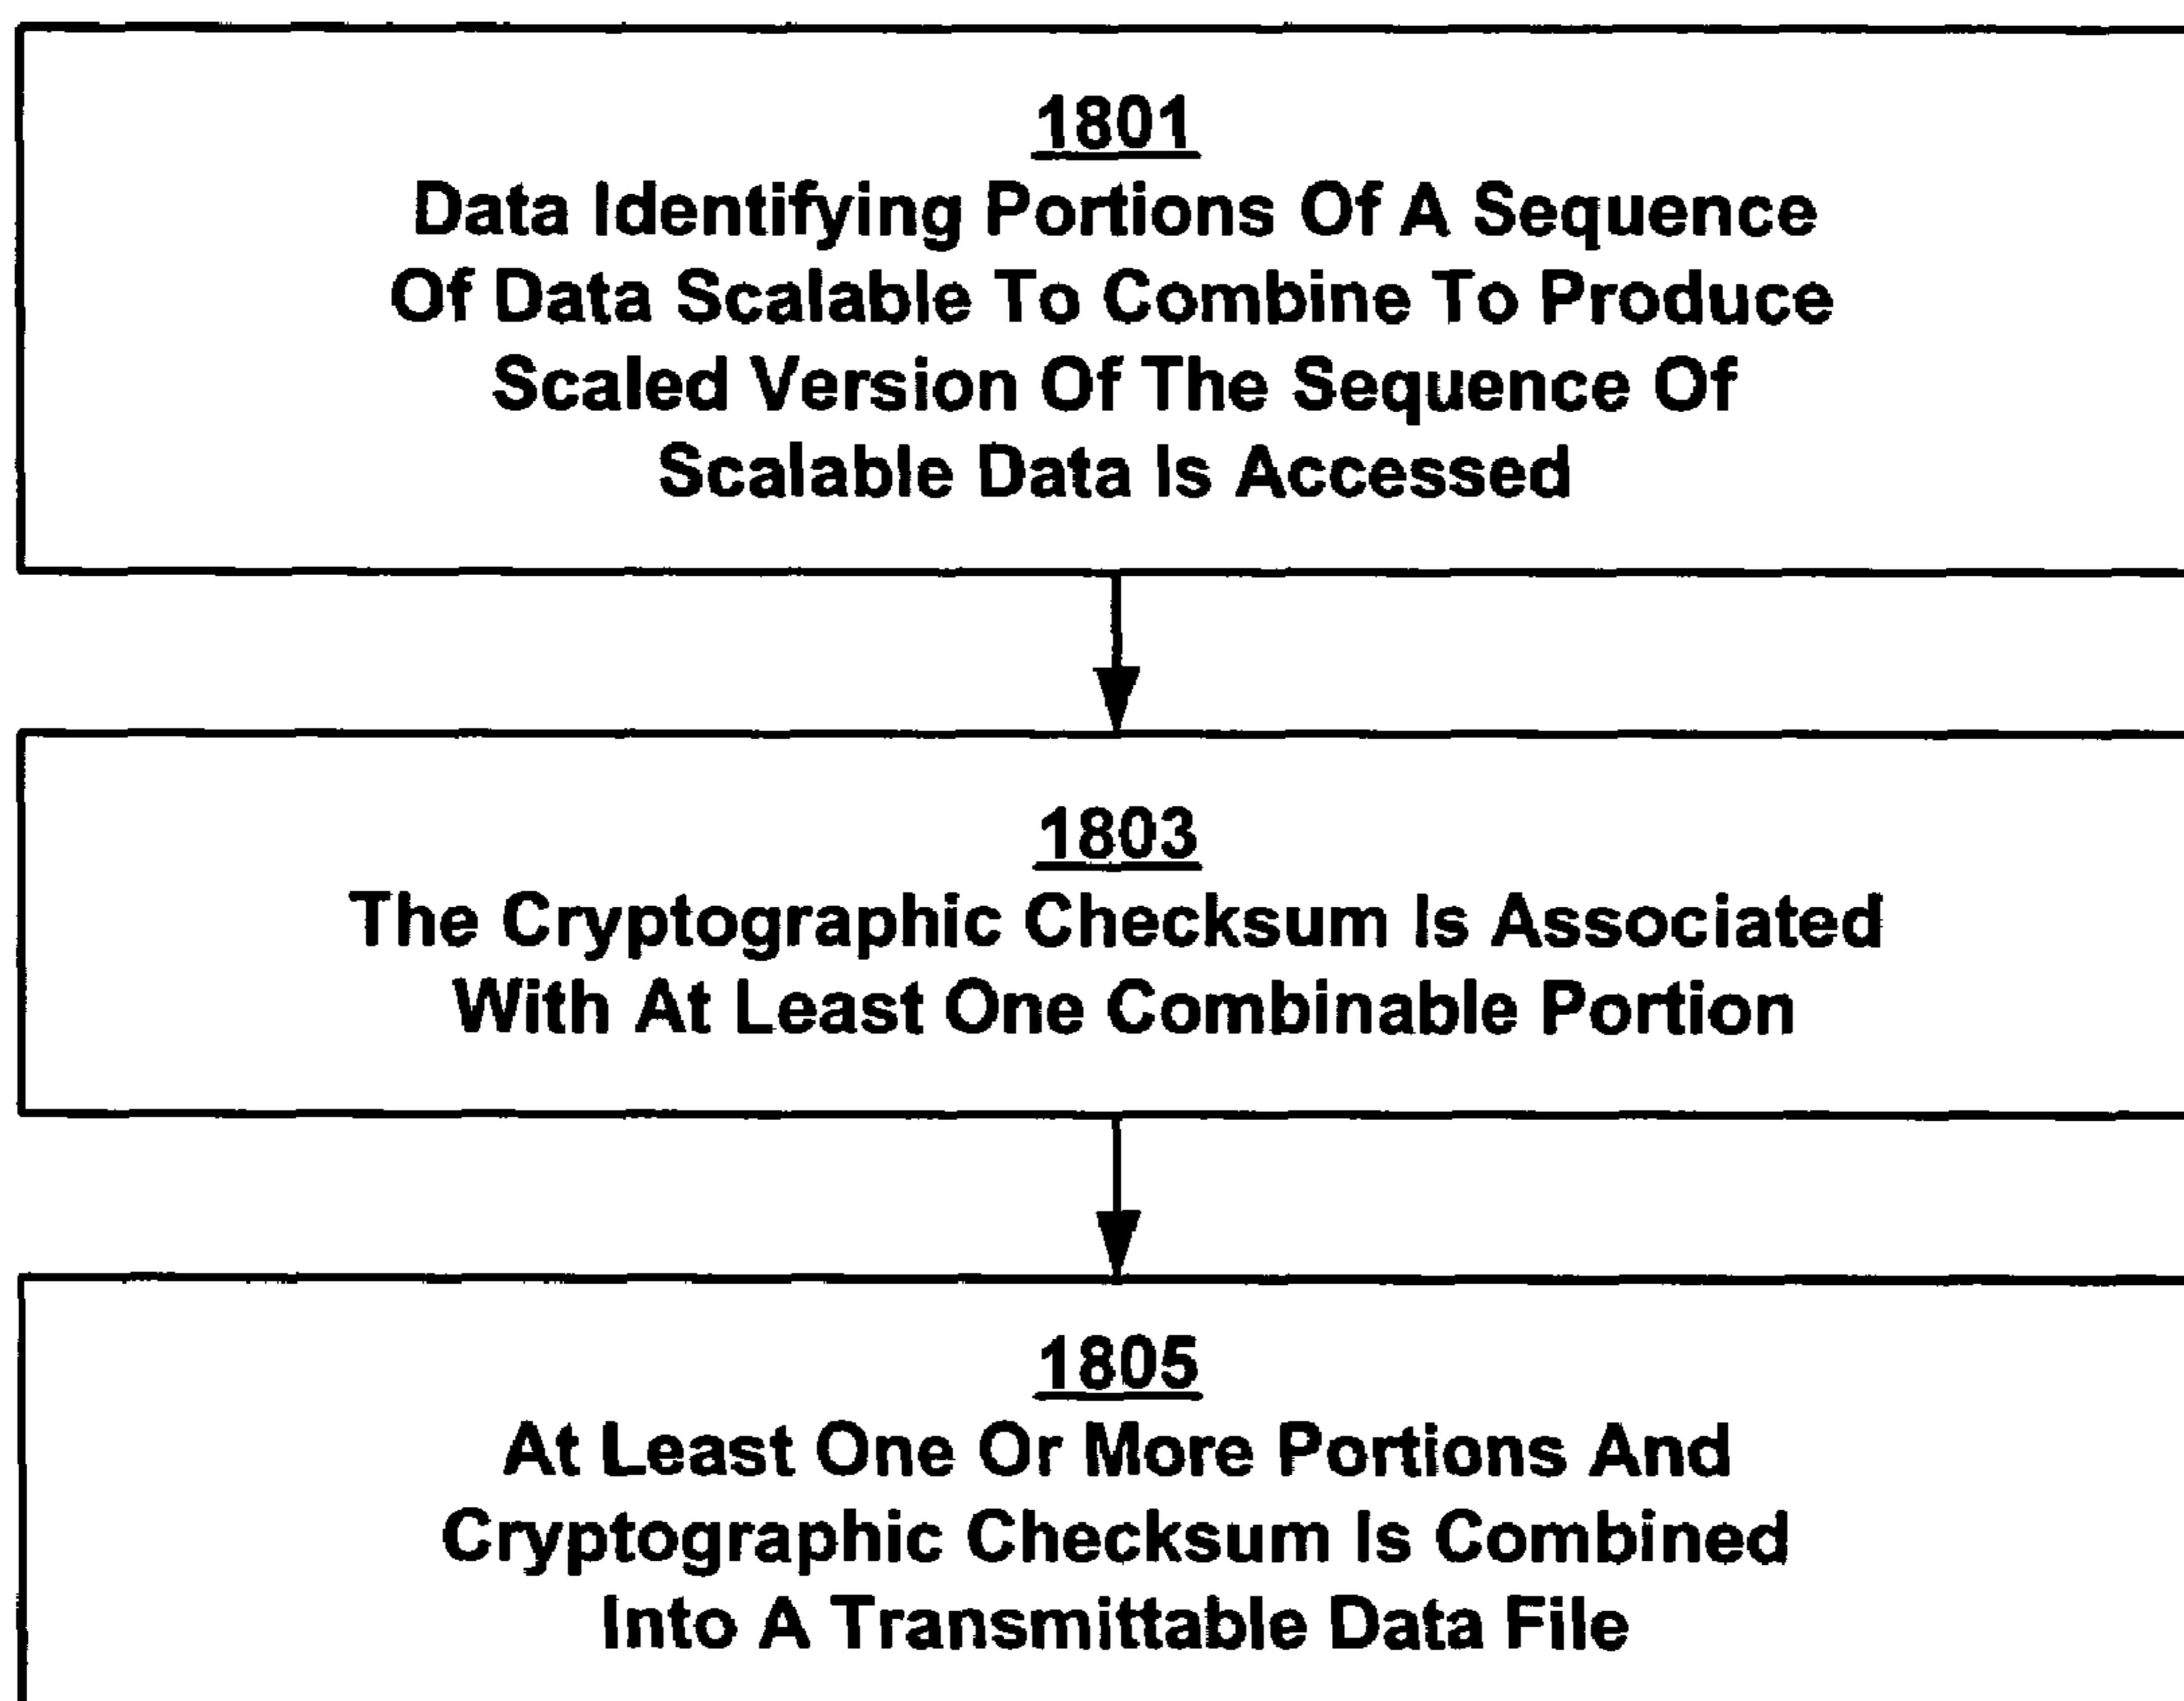 1801
Data Identifying Portions Of A Sequence
Of Data Scalable To Combine To Produce
Scaled Version Of The Sequence Of
Scalable Data Is Accessed
1803
The Cryptographic Checksum Is Associated
With At Least One Combinable Portion
1805
At Least One Or More Portions And
Cryptographic Checksum Is Combined
Into A Transmittable Data File